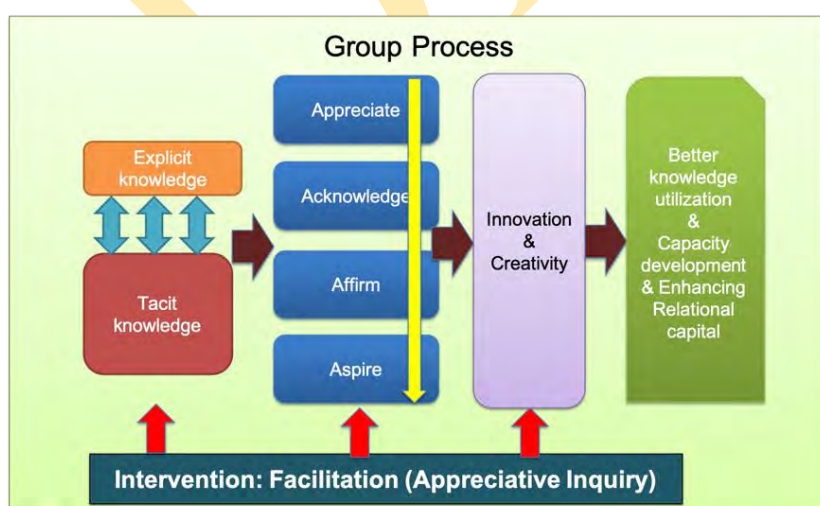 Group Process
Explicit
knowledge
Tacit
knowledge
Appreciate
Acknowledge
Affirm
Aspire
Innovation
&
Creativity
Better
knowledge
utilization
&
Capacity
development
& Enhancing
Relational
capital
Intervention: Facilitation (Appreciative Inquiry)